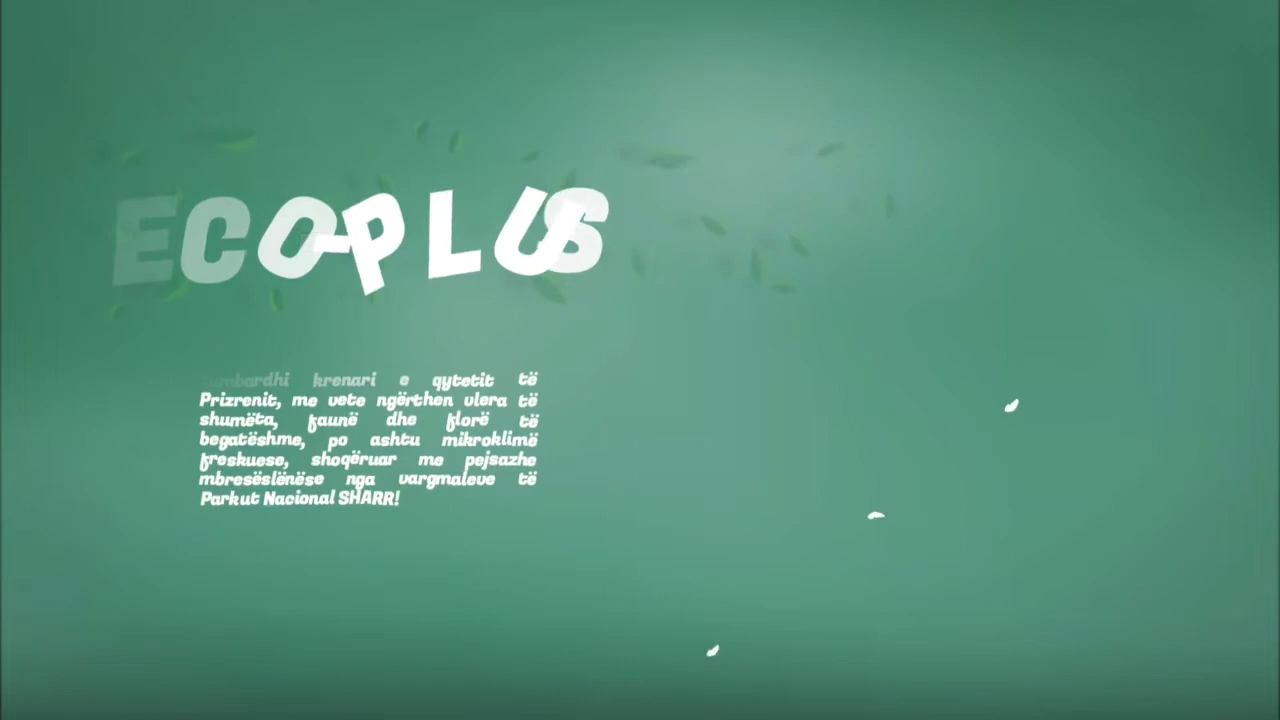 ECO-PLUS
krenari e qytetit të
Prizrenit, me vete ngërthen vlera të
shumëta, faunë dhe florë të
begatëshme, po ashtu mikroklimë
freskuese, shoqëruar me pejsazhe
mbresëslënëse nga vargmaleve të
Parkut Nacional SHARR!